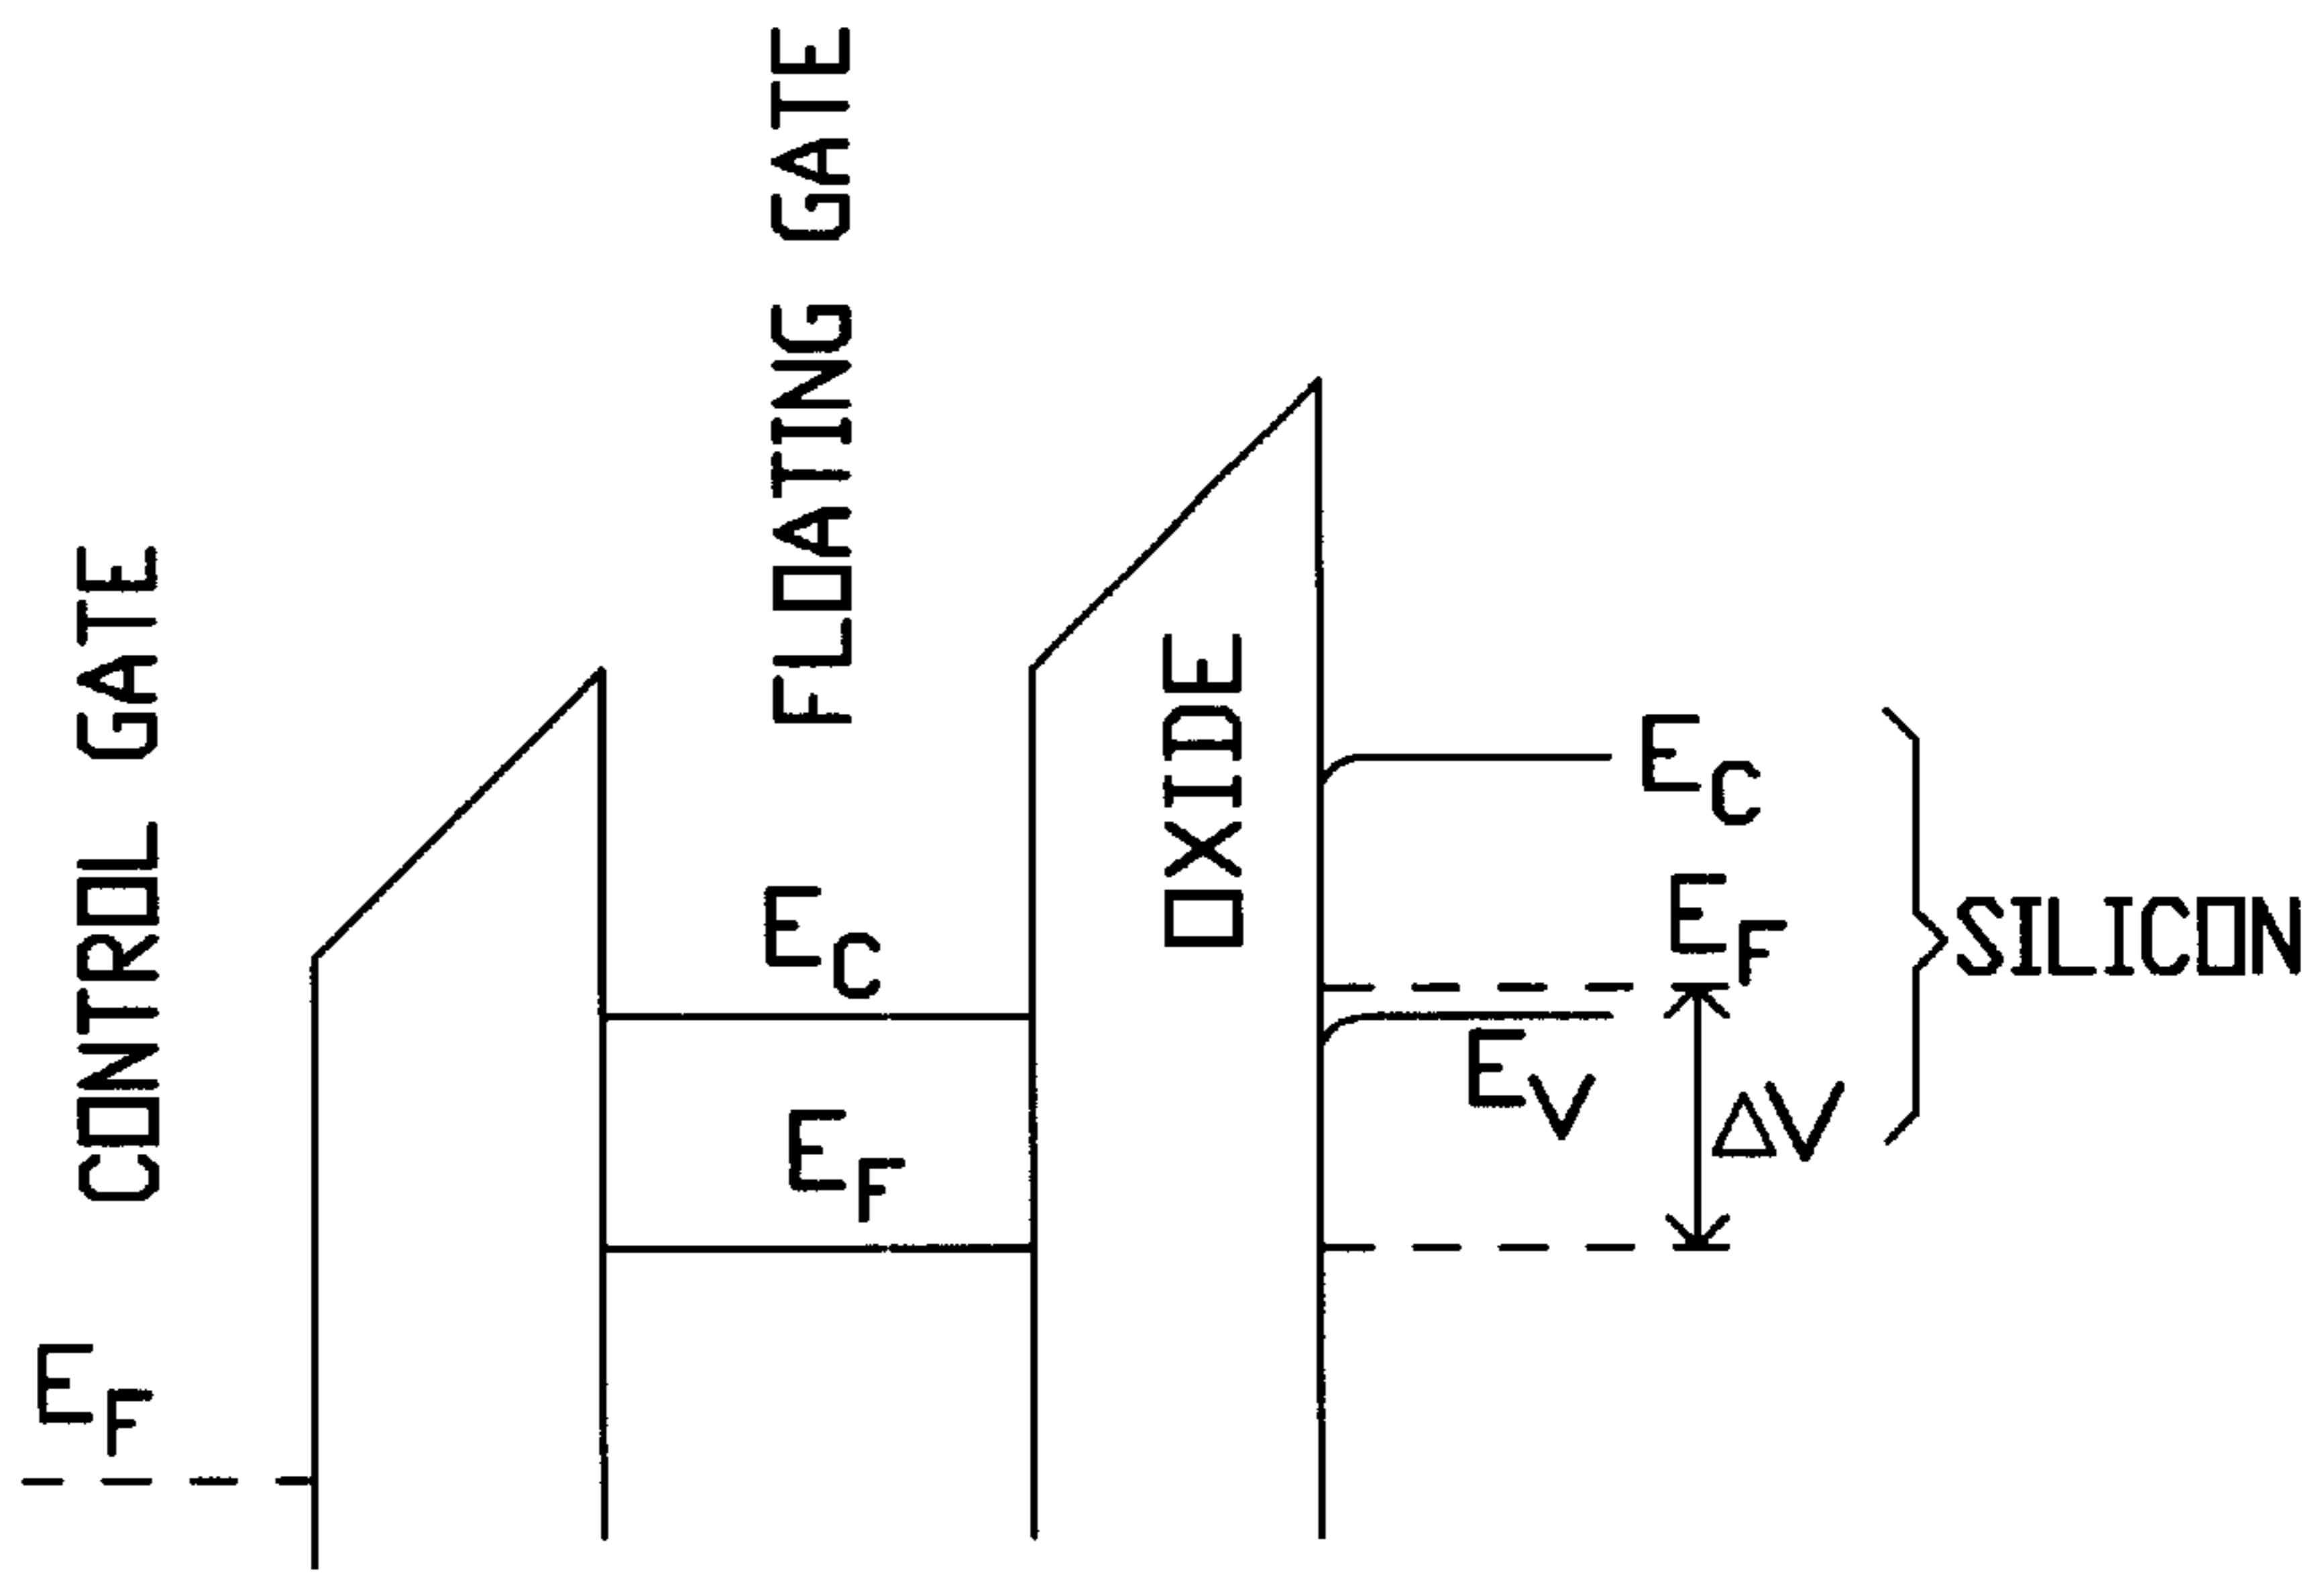 CONTROL GATE
FLOATING GATE
OXIDE
E_C
E_F
E_F
E_C
E_F
E_V
ΔV
SILICON